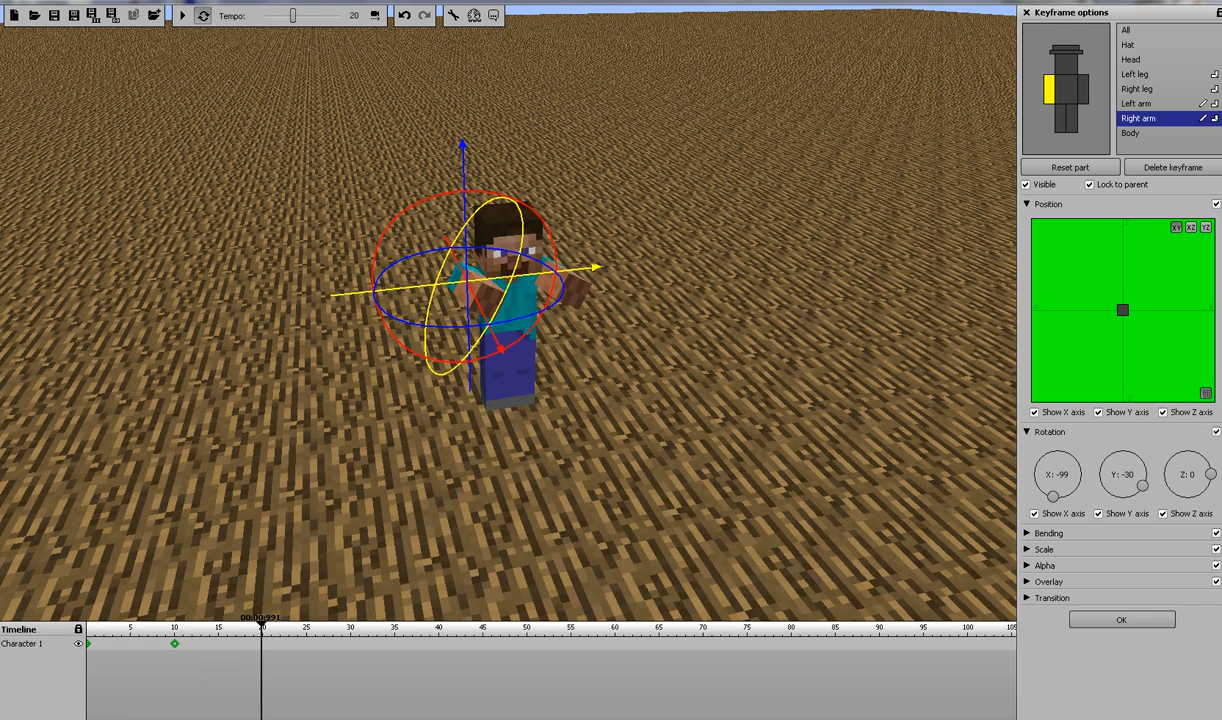 Tempo: 20
Keyframe options
All
Hat
Head
Left leg
Right leg
Left arm
Right arm
Body
Reset part Delete keyframe
Visible Lock to parent
Position
XY XZ YZ
Show X axis Show Y axis Show Z axis
Rotation
X: -99 Y: -30 Z: 0
Show X axis Show Y axis Show Z axis
Bending
Scale
Alpha
Overlay
Transition
OK
00:00:991
Timeline 5 10 15 25 30 35 40 45 50 55 60 65 70 75 80 85 90 95 100 105
Character 1